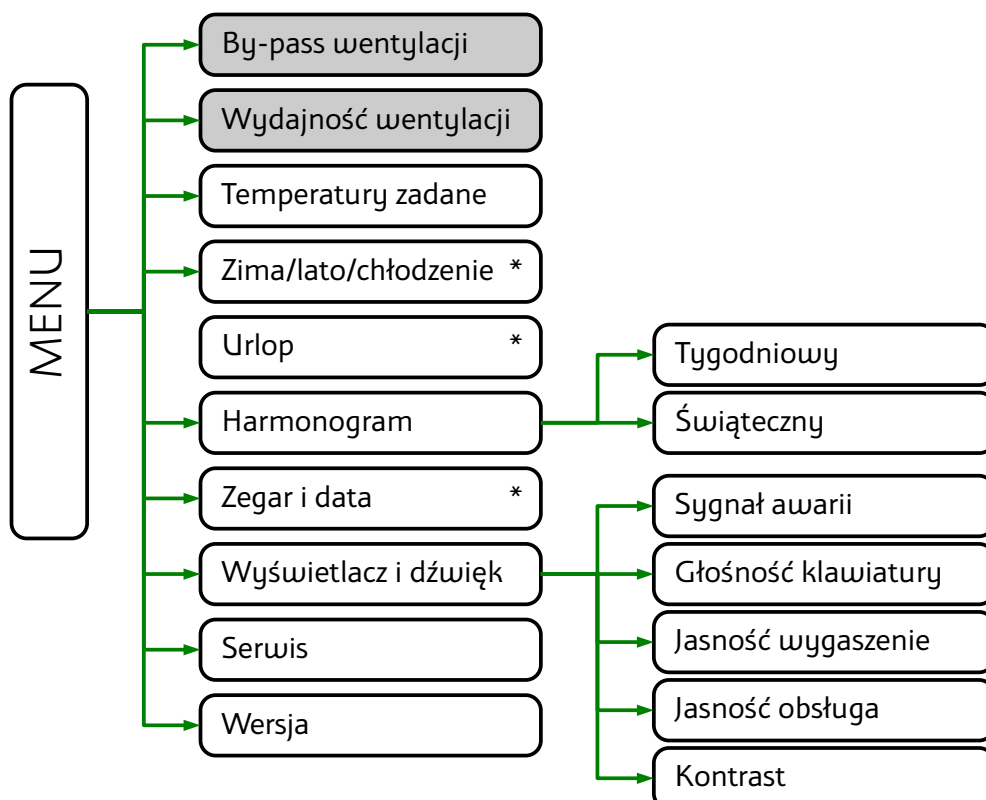 MENU
By-pass wentylacji
Wydajność wentylacji
Temperatury zadane
Zima/lato/chłodzenie *
Urlop *
Harmonogram
Zegar i data *
Wyświetlacz i dźwięk
Serwis
Wersja
Tygodniowy
Świąteczny
Sygnał awarii
Głośność klawiatury
Jasność wygaszenie
Jasność obsługa
Kontrast